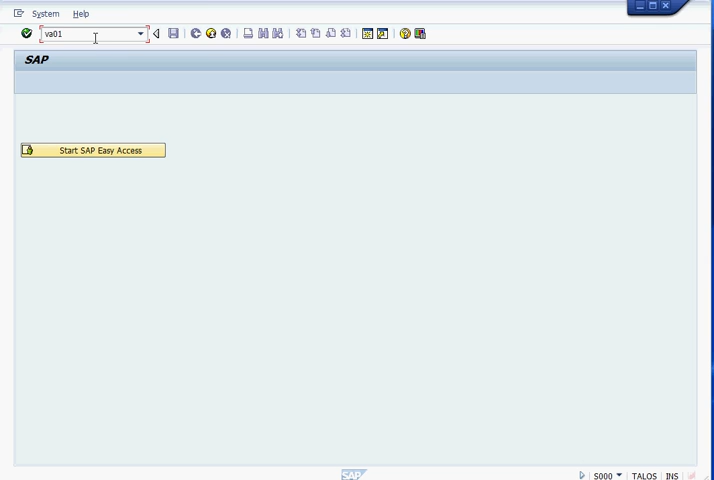 System Help
va01
SAP
Start SAP Easy Access
SAP
S000 TALOS INS